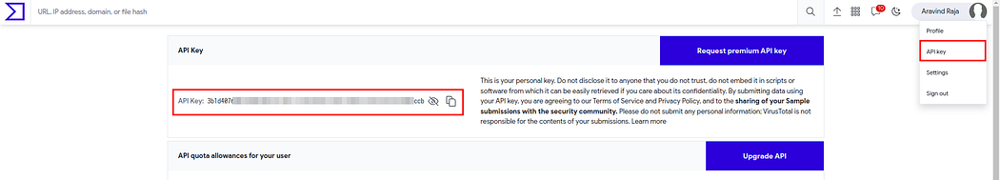 URL, IP address, domain, or file hash
10
Aravind Raja
Profile
API key
Settings
Sign out
API Key
Request premium API key
API Key: 3b1d4076 ccb
This is your personal key. Do not disclose it to anyone that you do not trust, do not embed it in scripts or
software from which it can be easily retrieved if you care about its confidentiality. By submitting data using
your API key, you are agreeing to our Terms of Service and Privacy Policy, and to the sharing of your Sample
submissions with the security community. Please do not submit any personal information; VirusTotal is not
responsible for the contents of your submissions. Learn more
API quota allowances for your user
Upgrade API